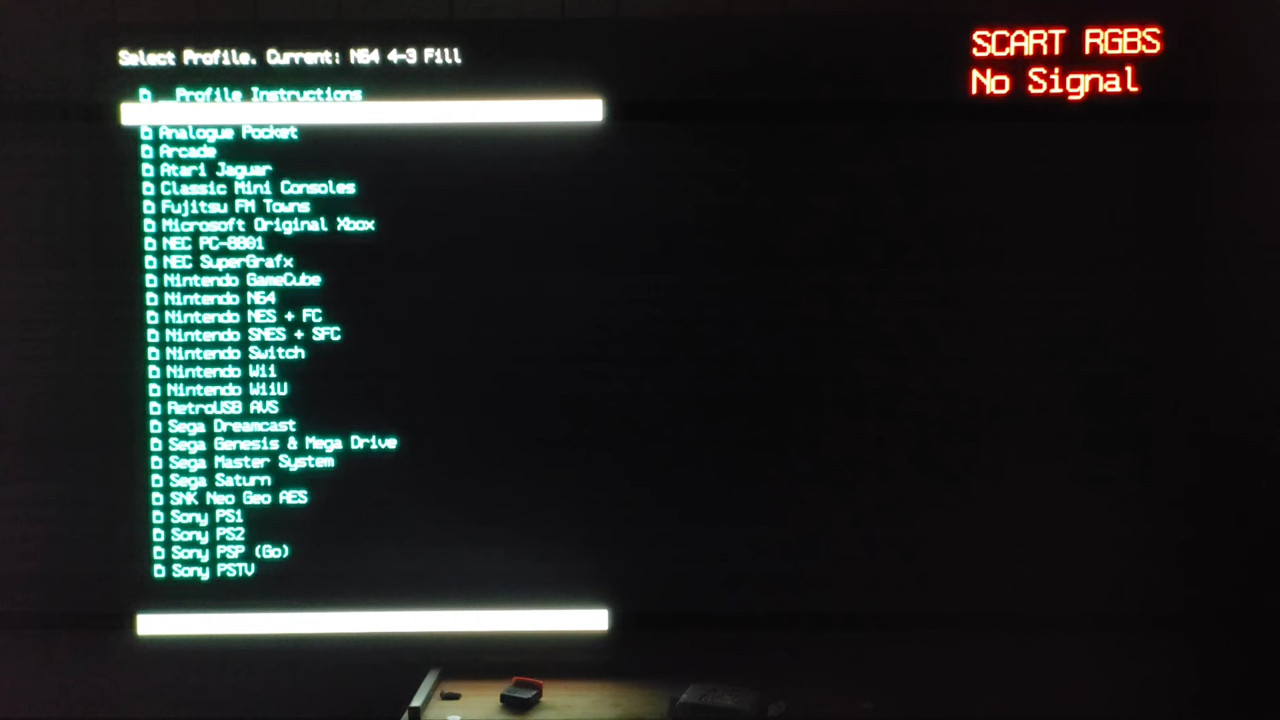 Select Profile. Current: N64 4-3 Fill
SCART RGBS
No Signal
_ Profile Instructions
Analogue Pocket
Arcade
Atari Jaguar
Classic Mini Consoles
Fujitsu FM Towns
Microsoft Original Xbox
NEC PC-8801
NEC SuperGrafx
Nintendo GameCube
Nintendo N64
Nintendo NES + FC
Nintendo SNES + SFC
Nintendo Switch
Nintendo Wii
Nintendo WiiU
RetroUSB AVS
Sega Dreamcast
Sega Genesis & Mega Drive
Sega Master System
Sega Saturn
SNK Neo Geo AES
Sony PS1
Sony PS2
Sony PSP (Go)
Sony PSTV